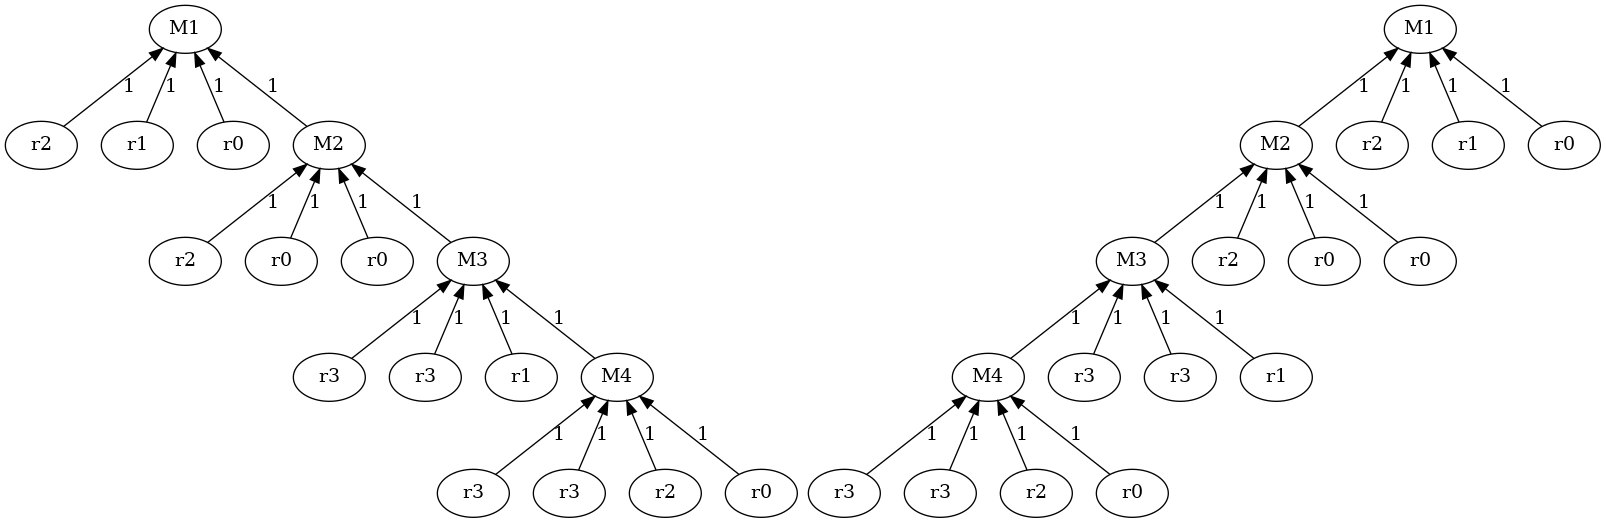 M1 M1
1 1 1 1 1 1 1 1
r2 r1 r0 M2 M2 r2 r1 r0
1 1 1 1 1 1 1 1
r2 r0 r0 M3 M3 r2 r0 r0
1 1 1 1 1 1 1 1
r3 r3 r1 M4 M4 r3 r3 r1
1 1 1 1 1 1 1 1
r3 r3 r2 r0 r3 r3 r2 r0